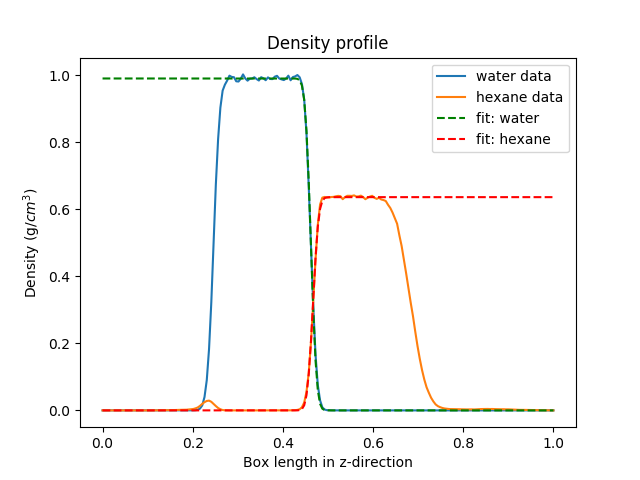 Density profile
water data
hexane data
fit: water
fit: hexane
Density (g/cm³)
1.0
0.8
0.6
0.4
0.2
0.0
0.0 0.2 0.4 0.6 0.8 1.0
Box length in z-direction